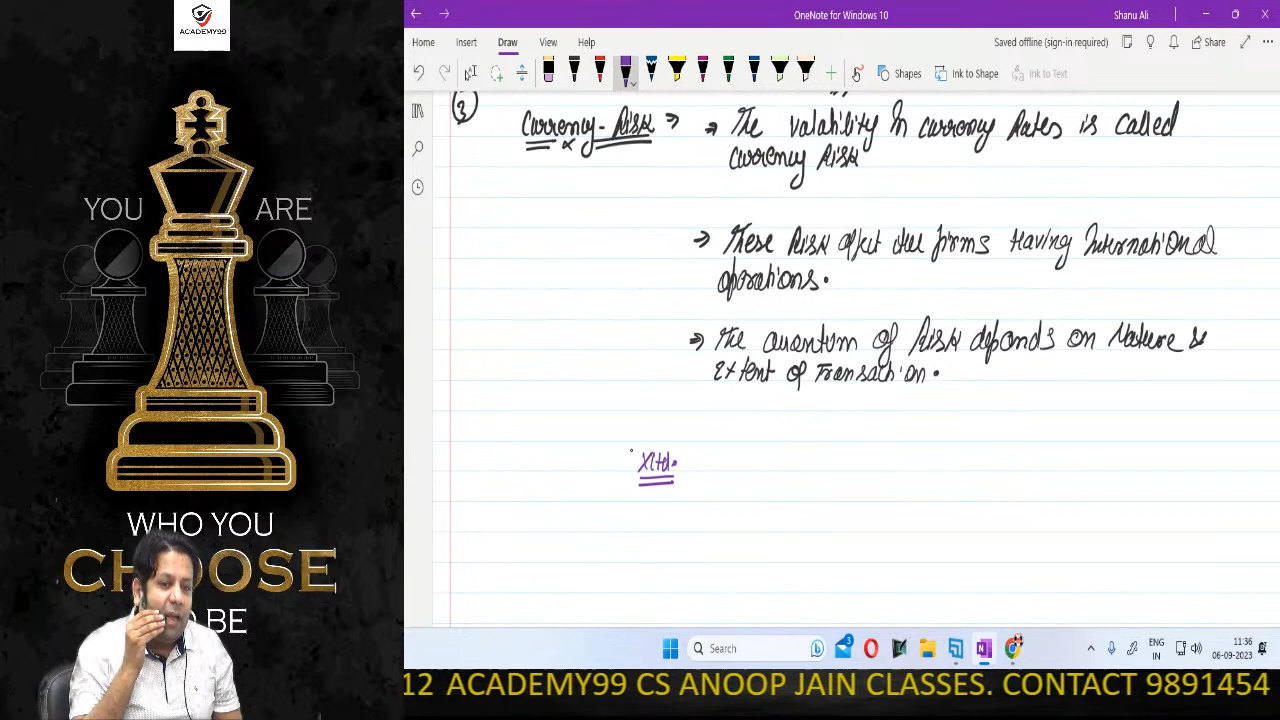 ACADEMY99
YOU ARE
WHO YOU
CHOOSE
BE
OneNote for Windows 10
Shanu Ali
Home Insert Draw View Help
Saved offline (sign-in required)
Share
Shapes
Ink to Shape
Ink to Text
3
Currency-Risk ⇒ → The Volatility In Currency Rates is called
Currency Risk
→ These Risk affect the firms Having International
operations.
⇒ The Quantum of Risk depends on Nature &
Extent of Transaction.
X Ltd.
Search
3
ENG
IN
11:36
06-09-2023
12 ACADEMY99 CS ANOOP JAIN CLASSES. CONTACT 9891454